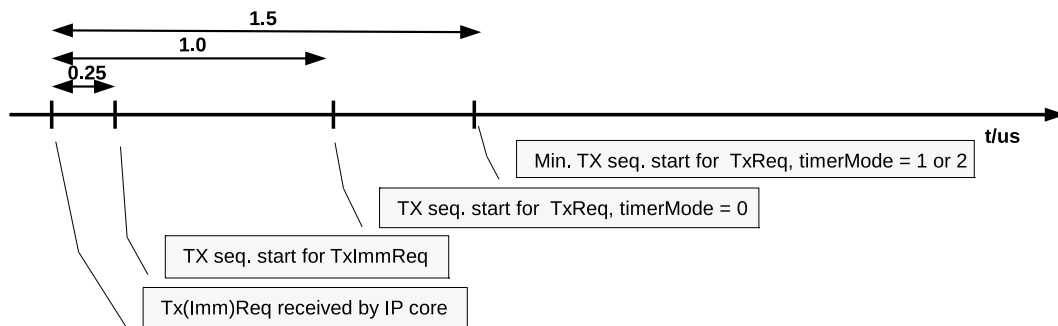 1.5
1.0
0.25
t/us
Min. TX seq. start for TxReq, timerMode = 1 or 2
TX seq. start for TxReq, timerMode = 0
TX seq. start for TxImmReq
Tx(Imm)Req received by IP core